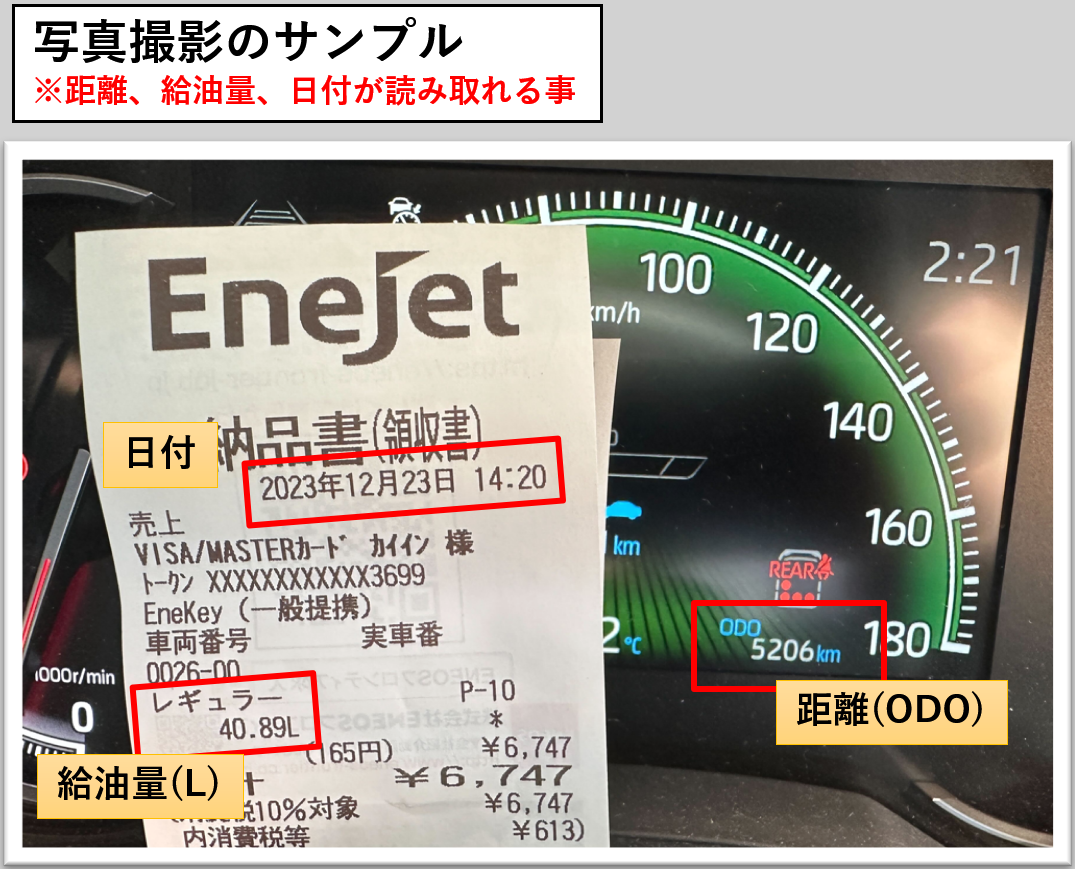 写真撮影のサンプル
※距離、給油量、日付が読み取れる事
Enejet
納品書(領収書)
日付
2023年12月23日 14:20
売上
VISA/MASTERカード カイイン 様
トークン XXXXXXXXXXXX3699
EneKey (一般提携)
車両番号 実車番
0026-00
レギュラー P-10
40.89L *
(165円) ¥6,747
給油量(L)
¥6,747
10%対象 ¥6,747
内消費税等 ¥613)
1000r/min
0
km/h
100
120
140
160
180
2:21
km
℃
REAR
ODO
5206km
距離(ODO)